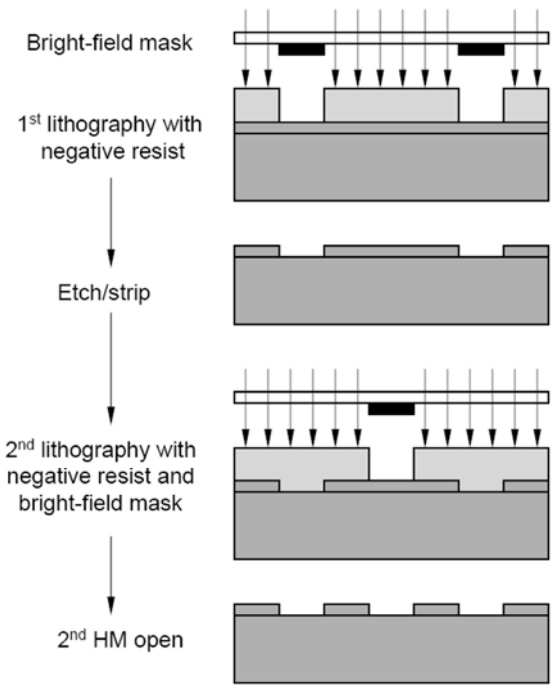 Bright-field mask
1st lithography with
negative resist
Etch/strip
2nd lithography with
negative resist and
bright-field mask
2nd HM open